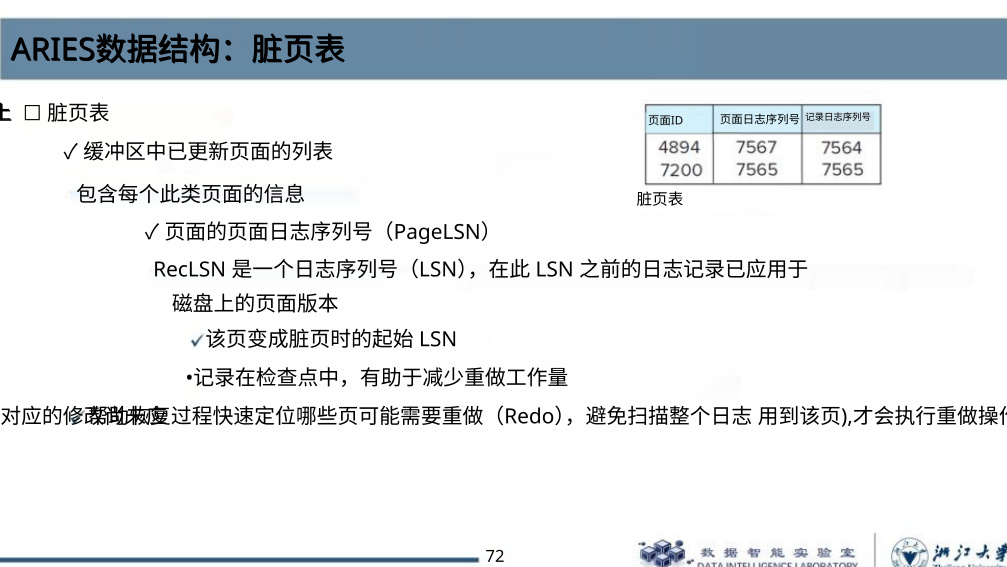 ARIES数据结构：脏页表
上 □ 脏页表
✓缓冲区中已更新页面的列表
包含每个此类页面的信息
✓页面的页面日志序列号（PageLSN）
RecLSN 是一个日志序列号（LSN），在此 LSN 之前的日志记录已应用于
磁盘上的页面版本
✓该页变成脏页时的起始 LSN
•记录在检查点中，有助于减少重做工作量
对应的修 复过程快速定位哪些页可能需要重做（Redo），避免扫描整个日志 用到该页),才会执行重做操作
页面ID 页面日志序列号 记录日志序列号
4894 7567 7564
7200 7565 7565
脏页表
72
数据智能实验室
DATA INTELLIGENCE LABORATORY
浙江大学